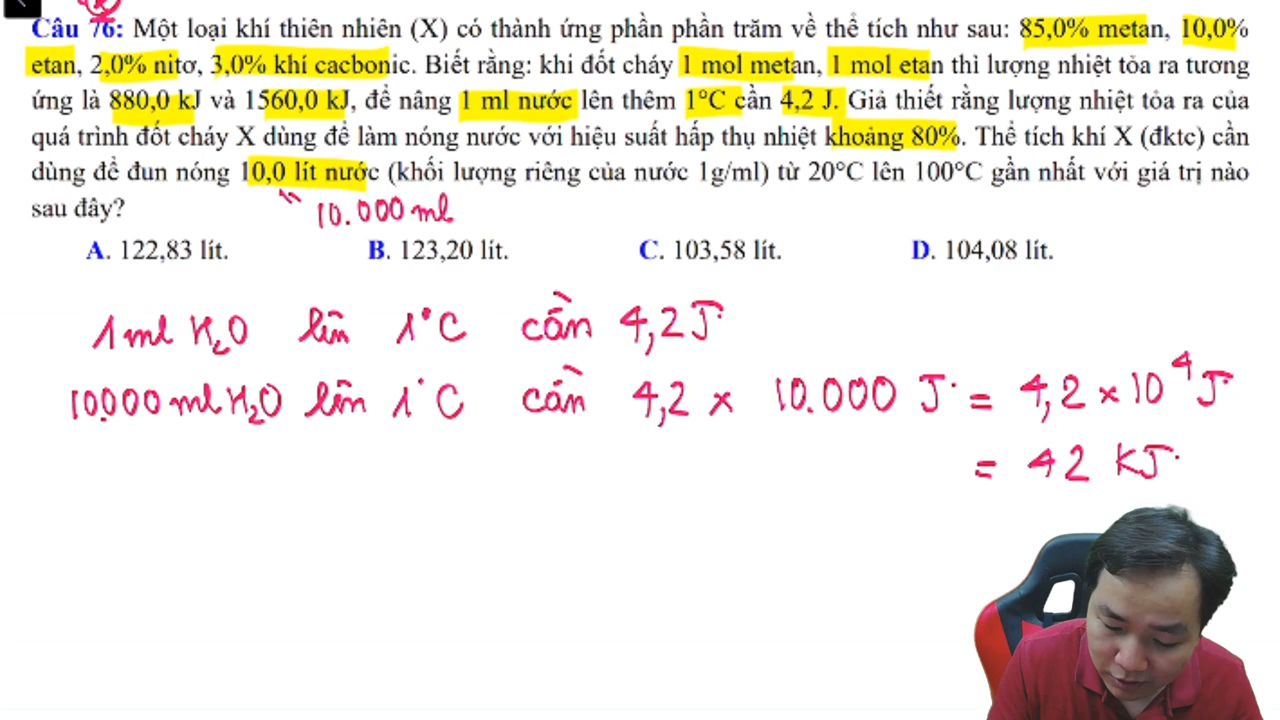 Câu 76: Một loại khí thiên nhiên (X) có thành ứng phần phần trăm về thể tích như sau: 85,0% metan, 10,0%
etan, 2,0% nitơ, 3,0% khí cacbonic. Biết rằng: khi đốt cháy 1 mol metan, 1 mol etan thì lượng nhiệt tỏa ra tương
ứng là 880,0 kJ và 1560,0 kJ, để nâng 1 ml nước lên thêm 1°C cần 4,2 J. Giả thiết rằng lượng nhiệt tỏa ra của
quá trình đốt cháy X dùng để làm nóng nước với hiệu suất hấp thụ nhiệt khoảng 80%. Thể tích khí X (đktc) cần
dùng để đun nóng 10,0 lít nước (khối lượng riêng của nước 1g/ml) từ 20°C lên 100°C gần nhất với giá trị nào
sau đây?
10.000 ml
A. 122,83 lít. B. 123,20 lít. C. 103,58 lít. D. 104,08 lít.
1 ml H₂O lên 1°C cần 4,2 J.
10.000 ml H₂O lên 1°C cần 4,2 x 10.000 J. = 4,2 x 10⁴ J
= 42 KJ.